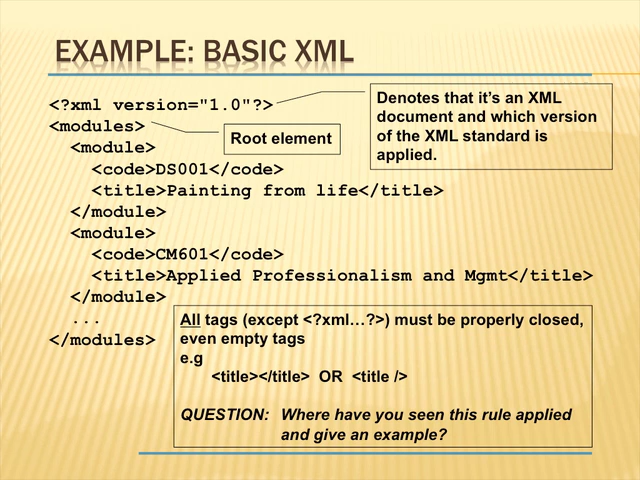 EXAMPLE: BASIC XML
<?xml version="1.0"?>
Denotes that it’s an XML
document and which version
of the XML standard is
applied.
<modules>
Root element
<module>
<code>DS001</code>
<title>Painting from life</title>
</module>
<module>
<code>CM601</code>
<title>Applied Professionalism and Mgmt</title>
</module>
...
</modules>
All tags (except <?xml…?>) must be properly closed,
even empty tags
e.g
<title></title> OR <title />
QUESTION: Where have you seen this rule applied
and give an example?